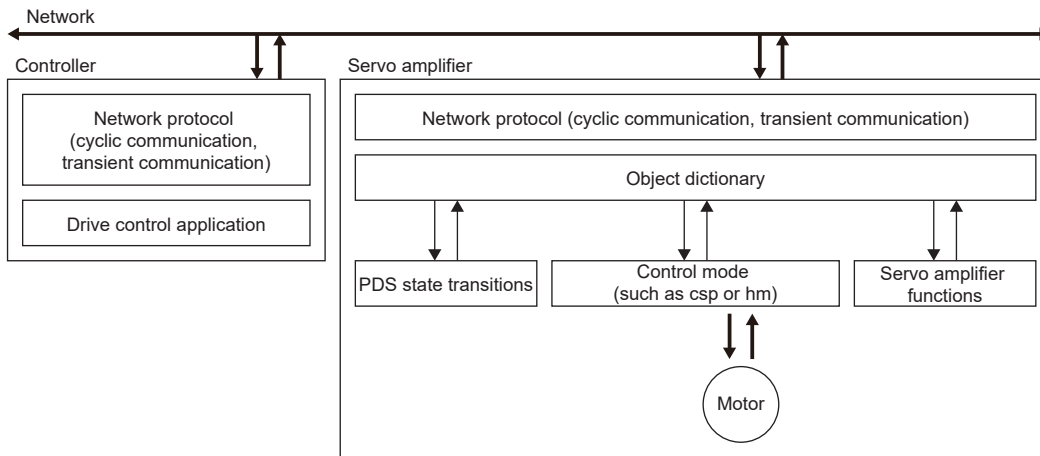 Network
Controller
Network protocol
(cyclic communication,
transient communication)
Drive control application
Servo amplifier
Network protocol (cyclic communication, transient communication)
Object dictionary
PDS state transitions
Control mode
(such as csp or hm)
Servo amplifier
functions
Motor